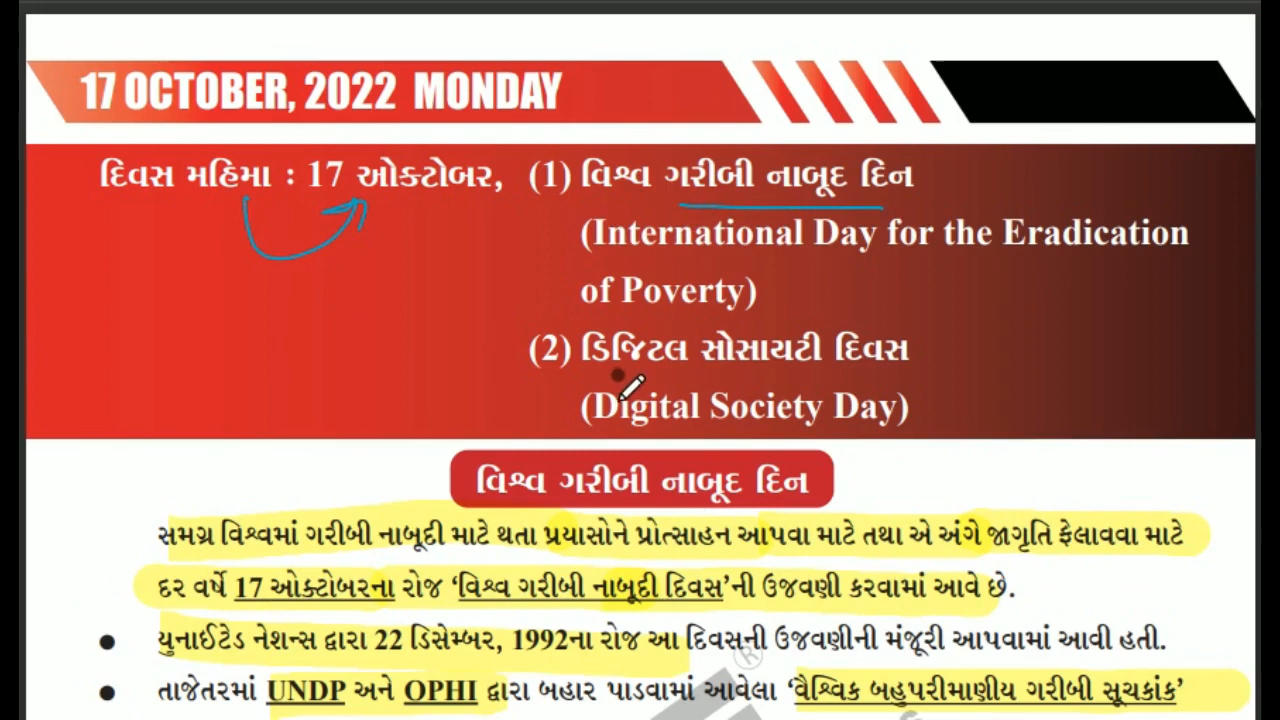 17 OCTOBER, 2022 MONDAY
દિવસ મહિમા : 17 ઓક્ટોબર, (1) વિશ્વ ગરીબી નાબૂદ દિન
(International Day for the Eradication
of Poverty)
(2) ડિજિટલ સોસાયટી દિવસ
(Digital Society Day)
વિશ્વ ગરીબી નાબૂદ દિન
સમગ્ર વિશ્વમાં ગરીબી નાબૂદી માટે થતા પ્રયાસોને પ્રોત્સાહન આપવા માટે તથા એ અંગે જાગૃતિ ફેલાવવા માટે
દર વર્ષે 17 ઓક્ટોબરના રોજ ‘વિશ્વ ગરીબી નાબૂદી દિવસ’ની ઉજવણી કરવામાં આવે છે.
● યુનાઈટેડ નેશન્સ દ્વારા 22 ડિસેમ્બર, 1992ના રોજ આ દિવસની ઉજવણીની મંજૂરી આપવામાં આવી હતી.
● તાજેતરમાં UNDP અને OPHI દ્વારા બહાર પાડવામાં આવેલા ‘વૈશ્વિક બહુપરીમાણીય ગરીબી સૂચકાંક’
®